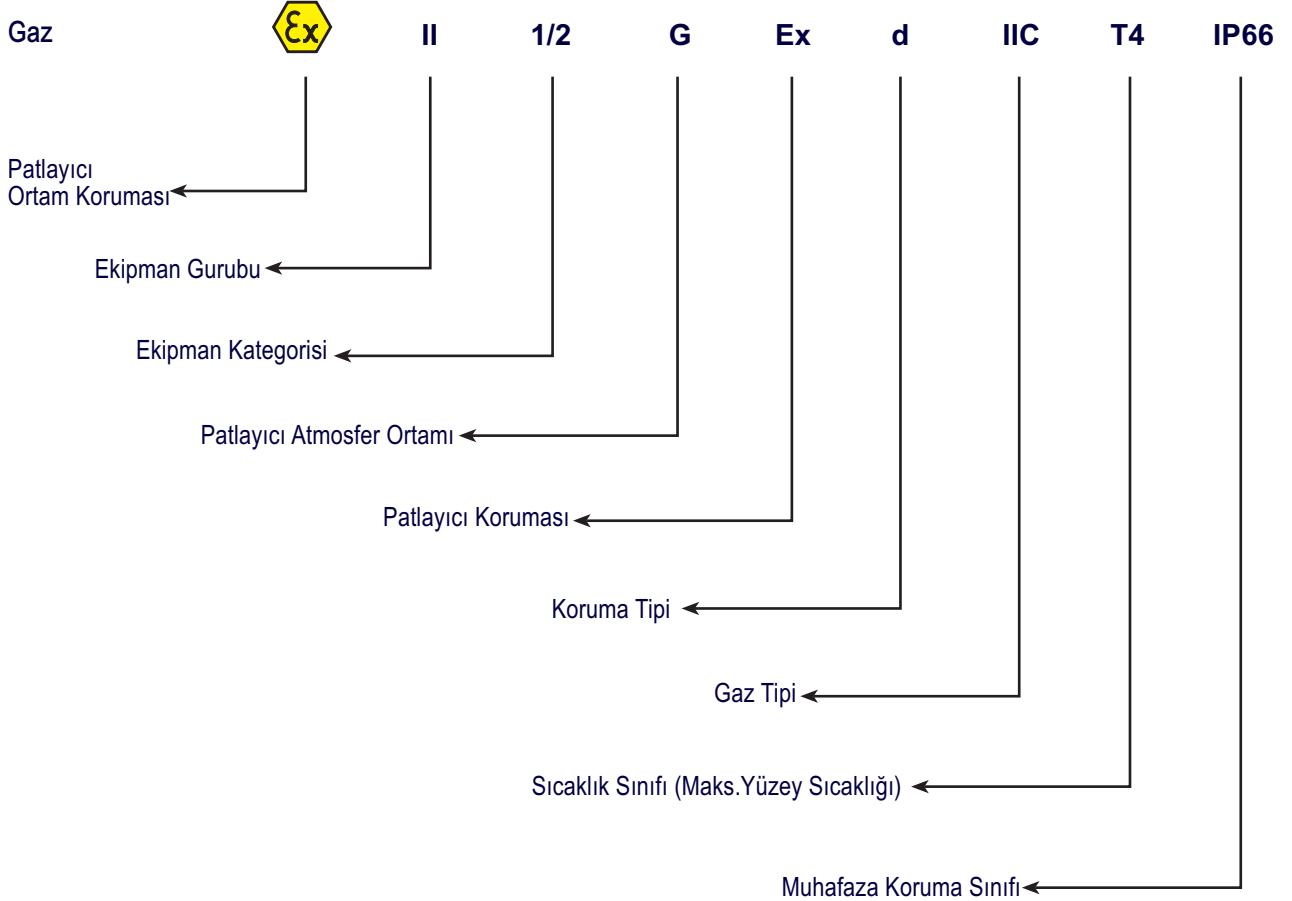 Gaz Ex II 1/2 G Ex d IIC T4 IP66
Patlayıcı
Ortam Koruması
Ekipman Gurubu
Ekipman Kategorisi
Patlayıcı Atmosfer Ortamı
Patlayıcı Koruması
Koruma Tipi
Gaz Tipi
Sıcaklık Sınıfı (Maks.Yüzey Sıcaklığı)
Muhafaza Koruma Sınıfı